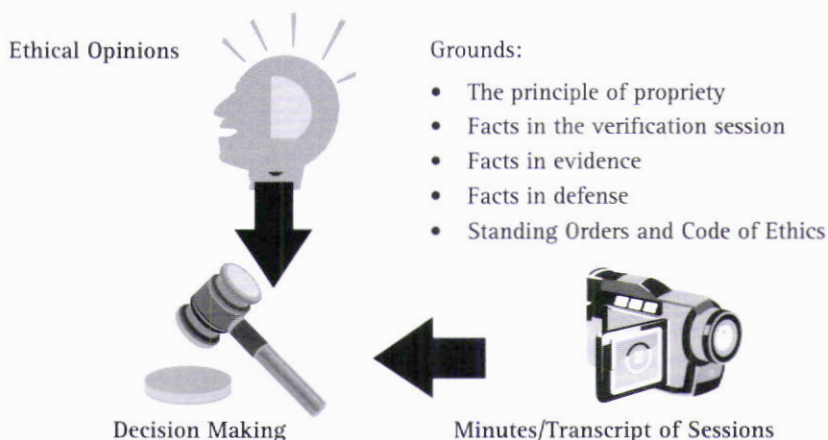 Ethical Opinions
Grounds:
• The principle of propriety
• Facts in the verification session
• Facts in evidence
• Facts in defense
• Standing Orders and Code of Ethics
Decision Making
Minutes/Transcript of Sessions